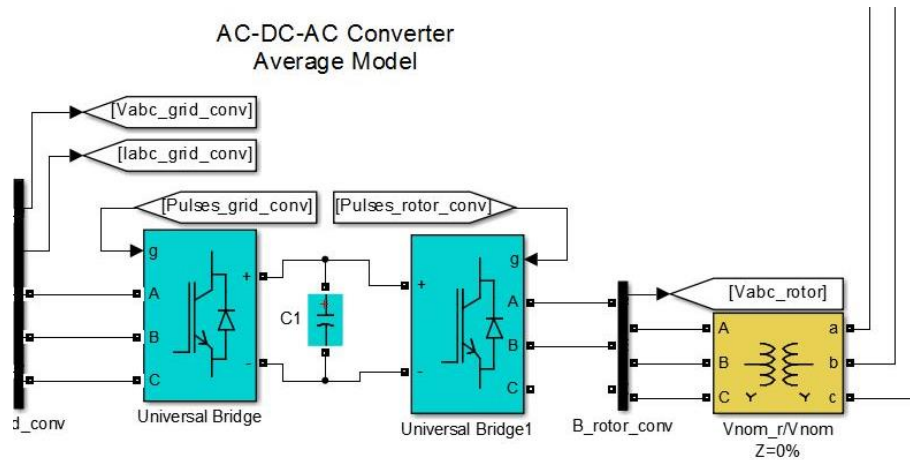 AC-DC-AC Converter
Average Model
[Vabc_grid_conv]
[Iabc_grid_conv]
[Pulses_grid_conv]
[Pulses_rotor_conv]
g
A
B
C
+
-
Universal Bridge
+
C1
+
-
g
A
B
C
Universal Bridge1
[Vabc_rotor]
A
B
C
a
b
c
d_conv
B_rotor_conv
Vnom_r/Vnom
Z=0%